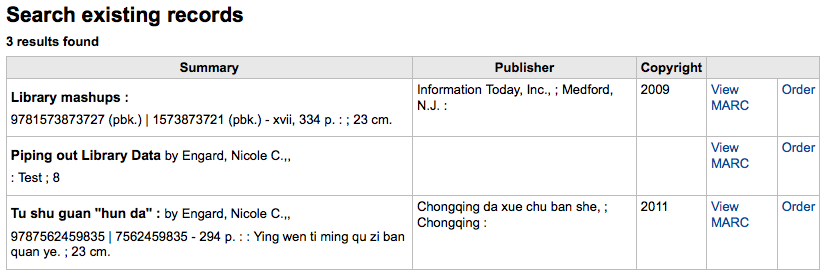 Search existing records
3 results found
Summary Publisher Copyright
Library mashups :
9781573873727 (pbk.) | 1573873721 (pbk.) - xvii, 334 p. : ; 23 cm.
Information Today, Inc., ; Medford,
N.J. :
2009
View
MARC
Order
Piping out Library Data by Engard, Nicole C.,,
: Test ; 8
View
MARC
Order
Tu shu guan "hun da" : by Engard, Nicole C.,,
9787562459835 | 7562459835 - 294 p. : : Ying wen ti ming qu zi ban
quan ye. ; 23 cm.
Chongqing da xue chu ban she, ;
Chongqing :
2011
View
MARC
Order